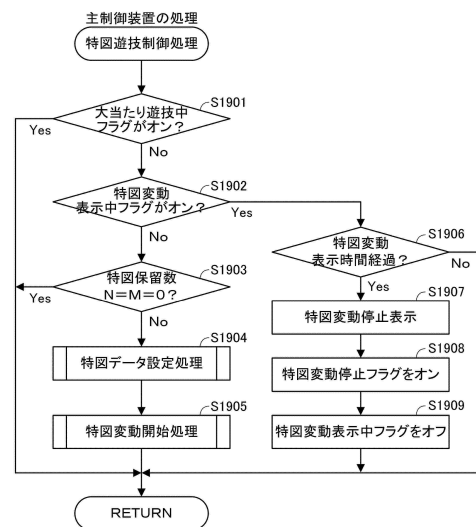 主制御装置の処理
特図遊技制御処理
S1901
大当たり遊技中
フラグがオン？
Yes
No
S1902
特図変動
表示中フラグがオン？
Yes
No
S1903
特図保留数
N＝M＝0？
Yes
No
S1904
特図データ設定処理
S1905
特図変動開始処理
S1906
特図変動
表示時間経過？
No
Yes
S1907
特図変動停止表示
S1908
特図変動停止フラグをオン
S1909
特図変動表示中フラグをオフ
RETURN